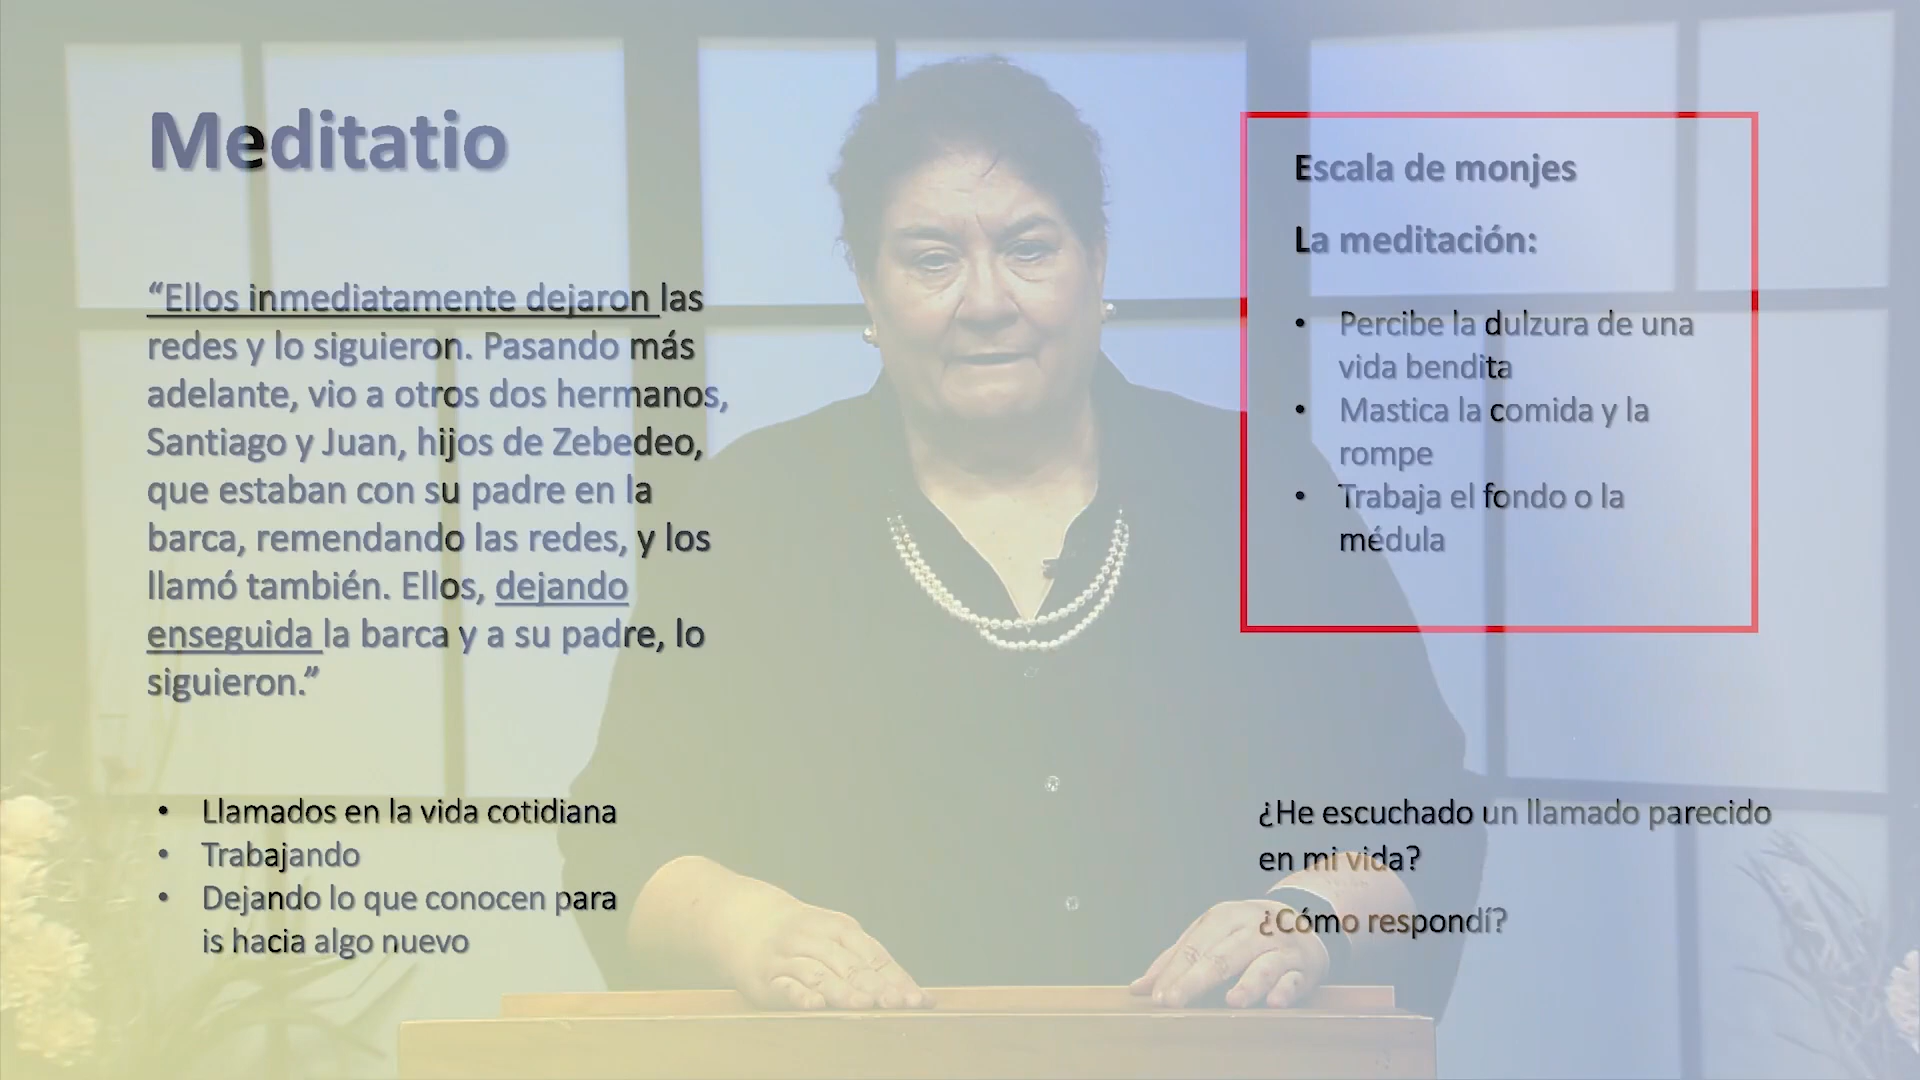 Meditatio
“Ellos inmediatamente dejaron las
redes y lo siguieron. Pasando más
adelante, vio a otros dos hermanos,
Santiago y Juan, hijos de Zebedeo,
que estaban con su padre en la
barca, remendando las redes, y los
llamó también. Ellos, dejando
enseguida la barca y a su padre, lo
siguieron.”
• Llamados en la vida cotidiana
• Trabajando
• Dejando lo que conocen para
is hacia algo nuevo
Escala de monjes
La meditación:
• Percibe la dulzura de una
vida bendita
• Mastica la comida y la
rompe
• Trabaja el fondo o la
médula
¿He escuchado un llamado parecido
en mi vida?
¿Cómo respondí?